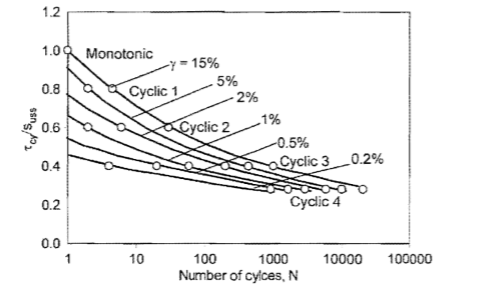 1.2
1.0
0.8
0.6
0.4
0.2
0.0
τcy/suss
Monotonic
γ = 15%
Cyclic 1
5%
2%
Cyclic 2
1%
0.5%
Cyclic 3
0.2%
Cyclic 4
1 10 100 1000 10000 100000
Number of cylces, N